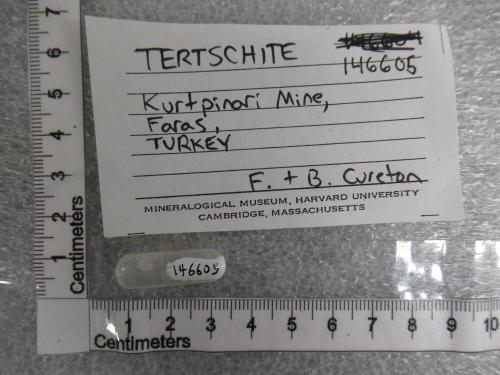 TERTSCHITE
146605
Kurtpinari Mine,
Faras,
TURKEY
F. + B. Cureton
MINERALOGICAL MUSEUM, HARVARD UNIVERSITY
CAMBRIDGE, MASSACHUSETTS
146605
7
6
5
4
3
2
1
Centimeters
1 2 3 4 5 6 7 8 9 10
Centimeters